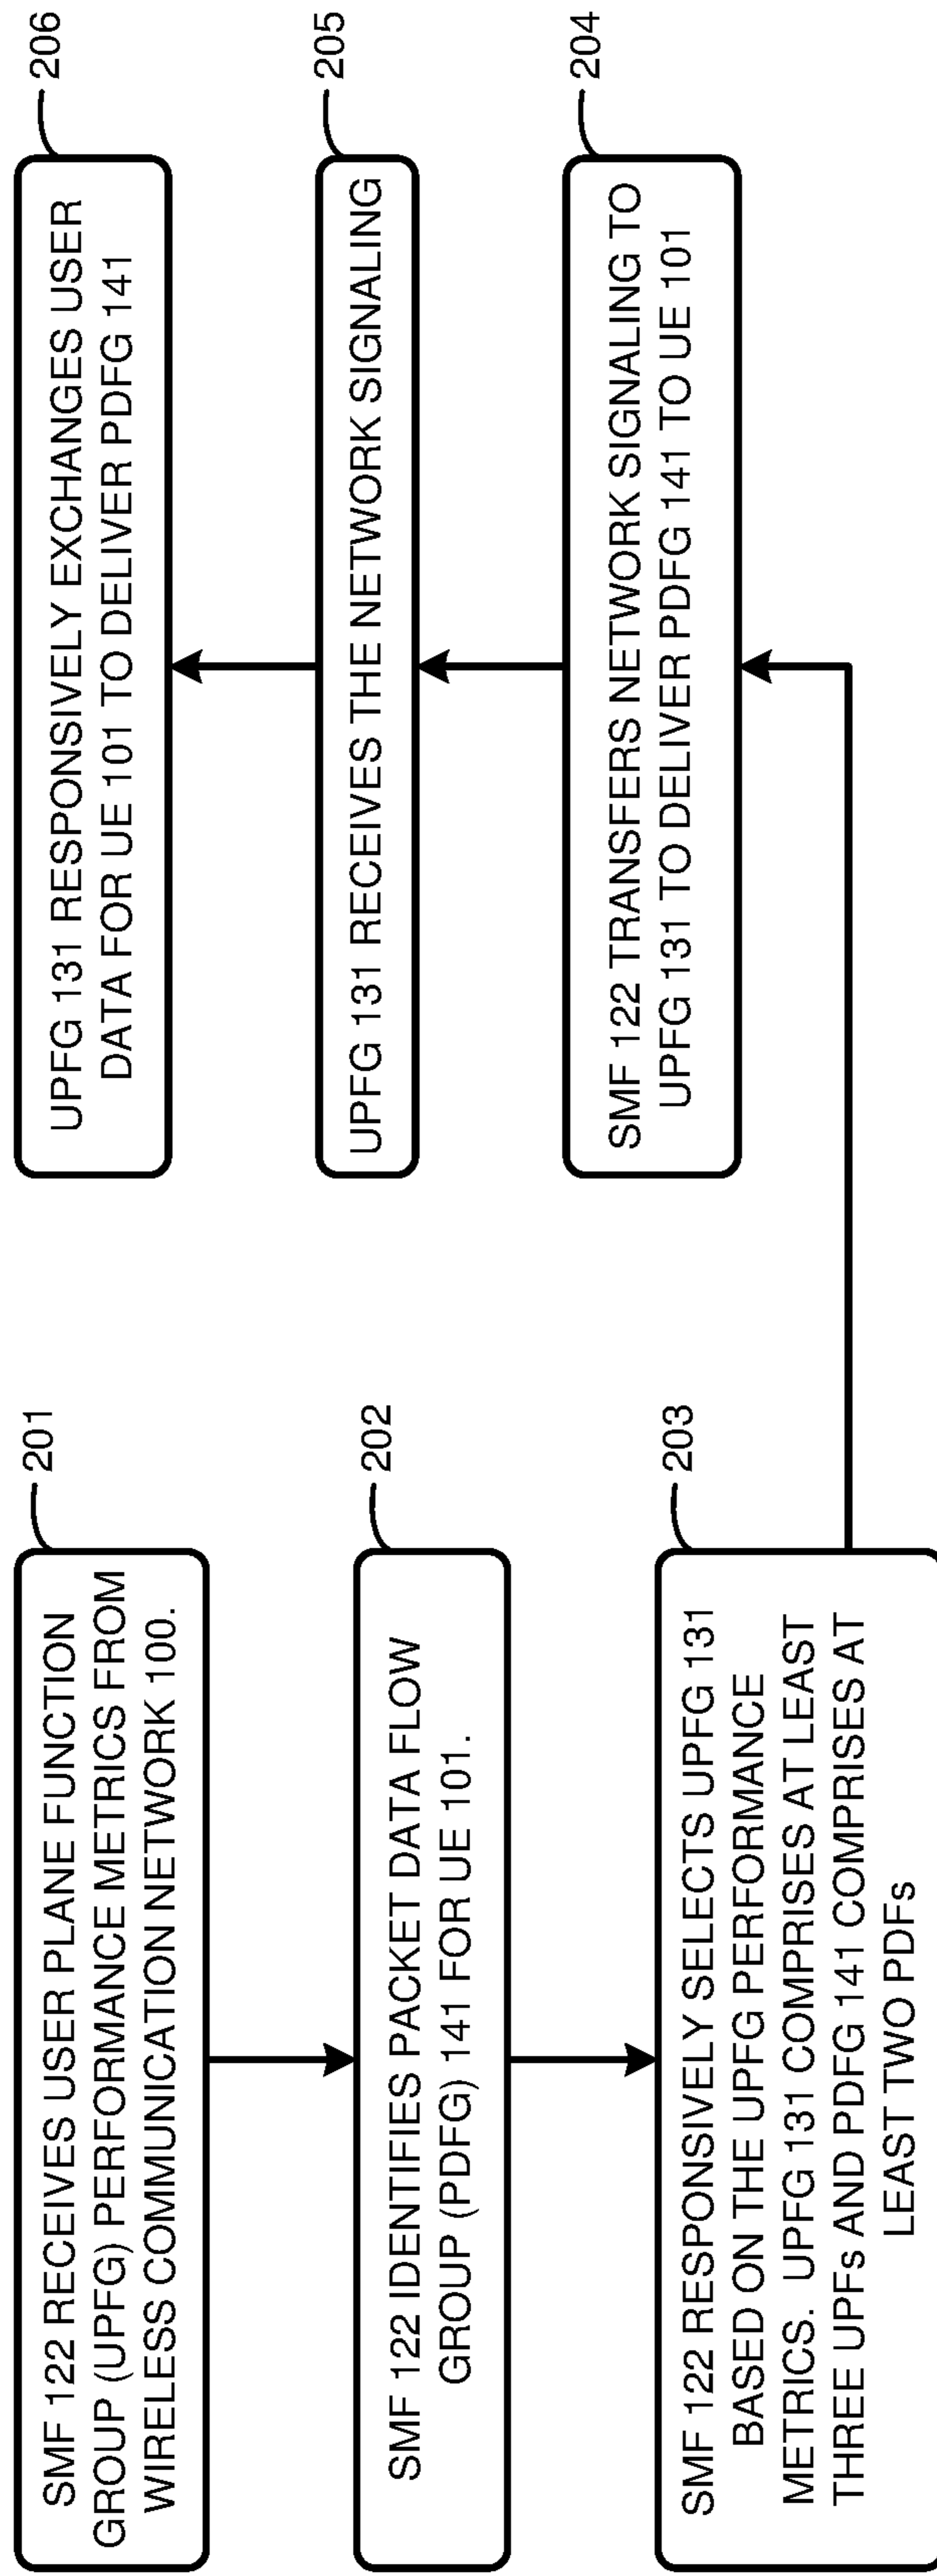 SMF 122 RECEIVES USER PLANE FUNCTION
GROUP (UPFG) PERFORMANCE METRICS FROM
WIRELESS COMMUNICATION NETWORK 100.
201
SMF 122 IDENTIFIES PACKET DATA FLOW
GROUP (PDFG) 141 FOR UE 101.
202
SMF 122 RESPONSIVELY SELECTS UPFG 131
BASED ON THE UPFG PERFORMANCE
METRICS. UPFG 131 COMPRISES AT LEAST
THREE UPFs AND PDFG 141 COMPRISES AT
LEAST TWO PDFs
203
SMF 122 TRANSFERS NETWORK SIGNALING TO
UPFG 131 TO DELIVER PDFG 141 TO UE 101
204
UPFG 131 RECEIVES THE NETWORK SIGNALING
205
UPFG 131 RESPONSIVELY EXCHANGES USER
DATA FOR UE 101 TO DELIVER PDFG 141
206